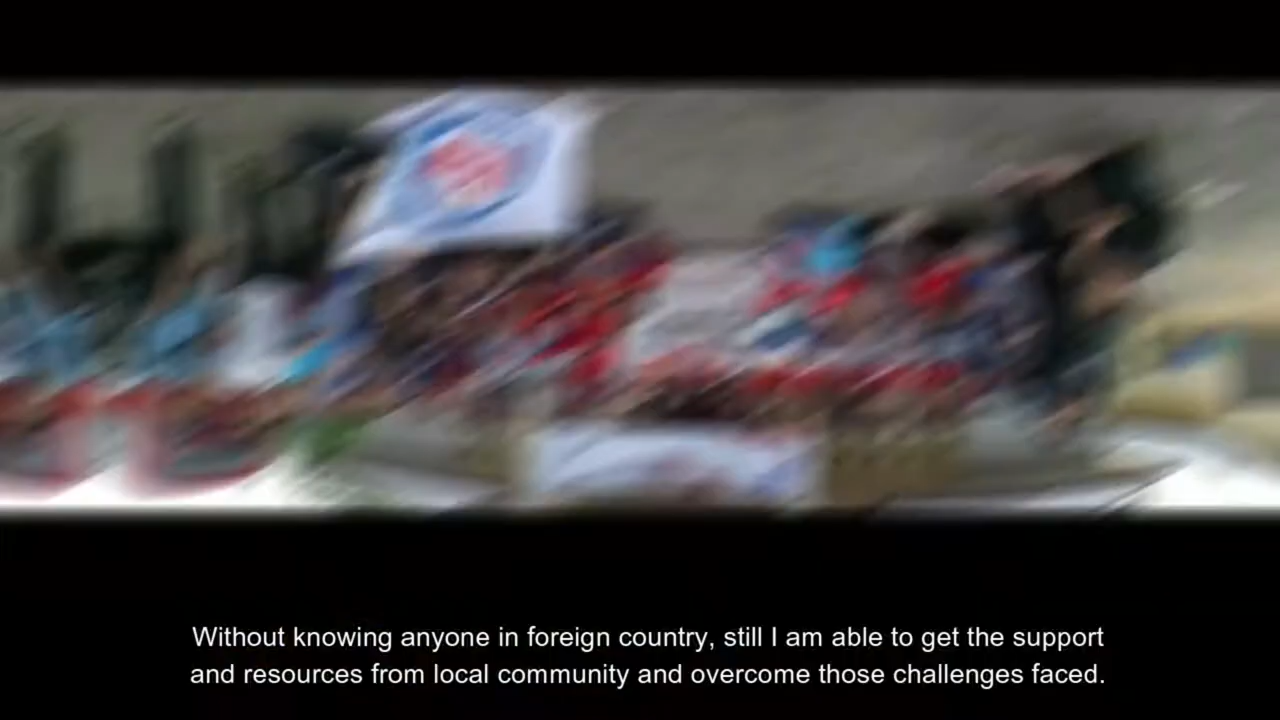 Without knowing anyone in foreign country, still I am able to get the support
and resources from local community and overcome those challenges faced.